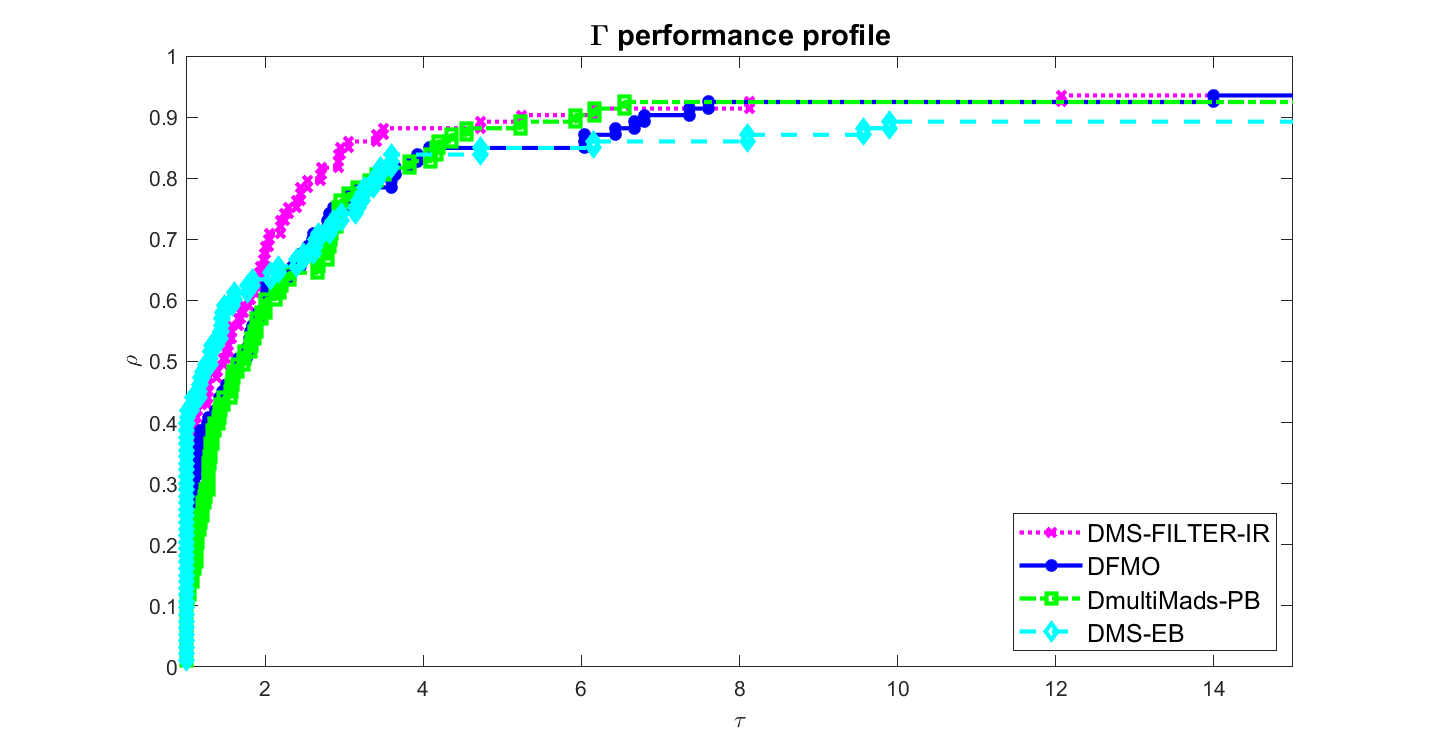 Γ performance profile
1
0.9
0.8
0.7
0.6
0.5
0.4
0.3
0.2
0.1
0
ρ
2 4 6 8 10 12 14
τ
DMS-FILTER-IR
DFMO
DmultiMads-PB
DMS-EB